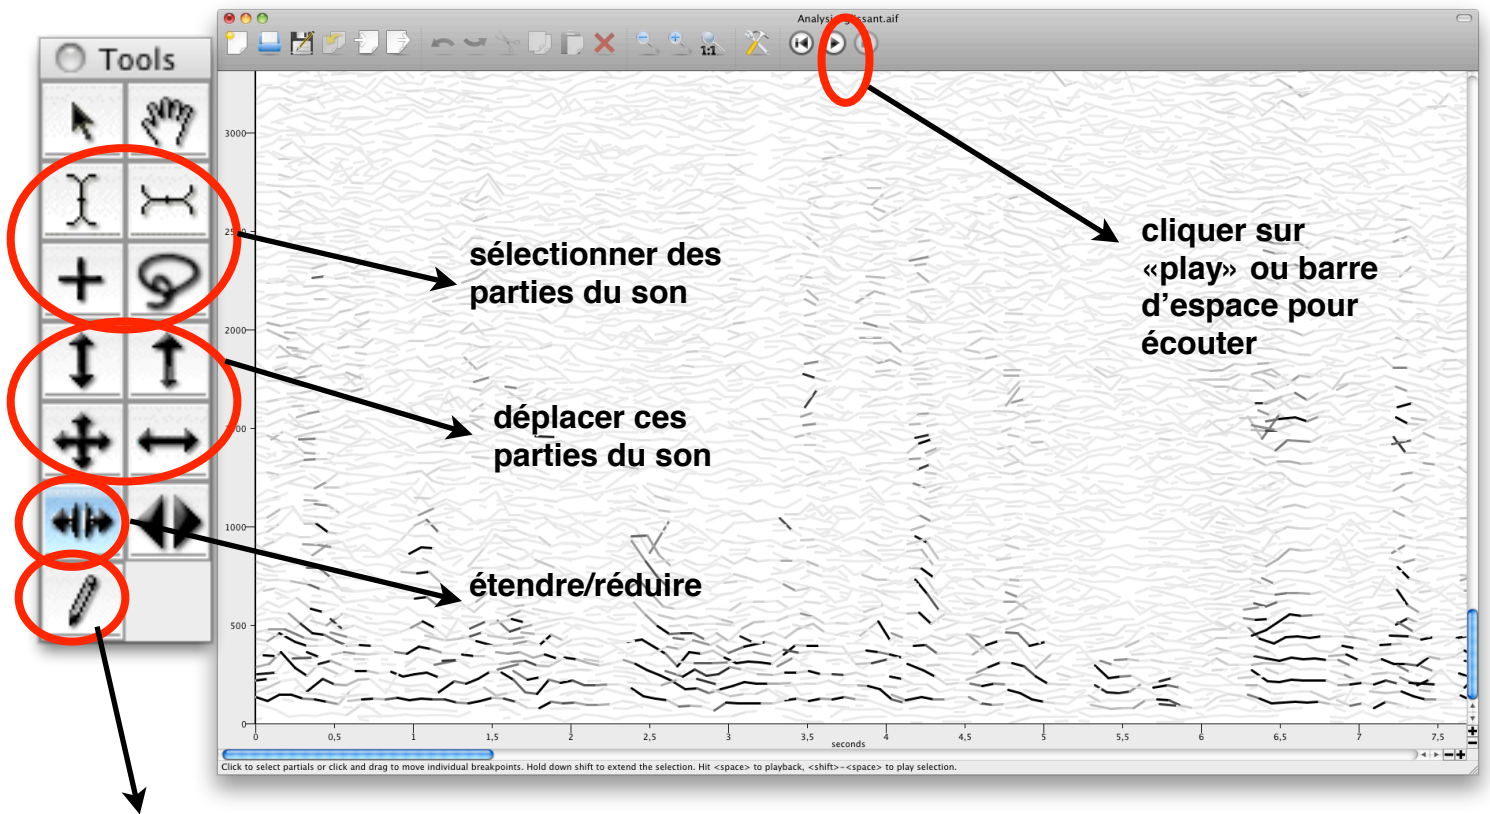 Tools
1:1
3000
2000
1000
500
0
0
0,5
1
1,5
2
2,5
3
3,5
4
4,5
5
5,5
6
6,5
7
7,5
seconds
sélectionner des
parties du son
déplacer ces
parties du son
étendre/réduire
cliquer sur
«play» ou barre
d’espace pour
écouter
Click to select partials or click and drag to move individual breakpoints. Hold down shift to extend the selection. Hit <space> to playback, <shift>-<space> to play selection.